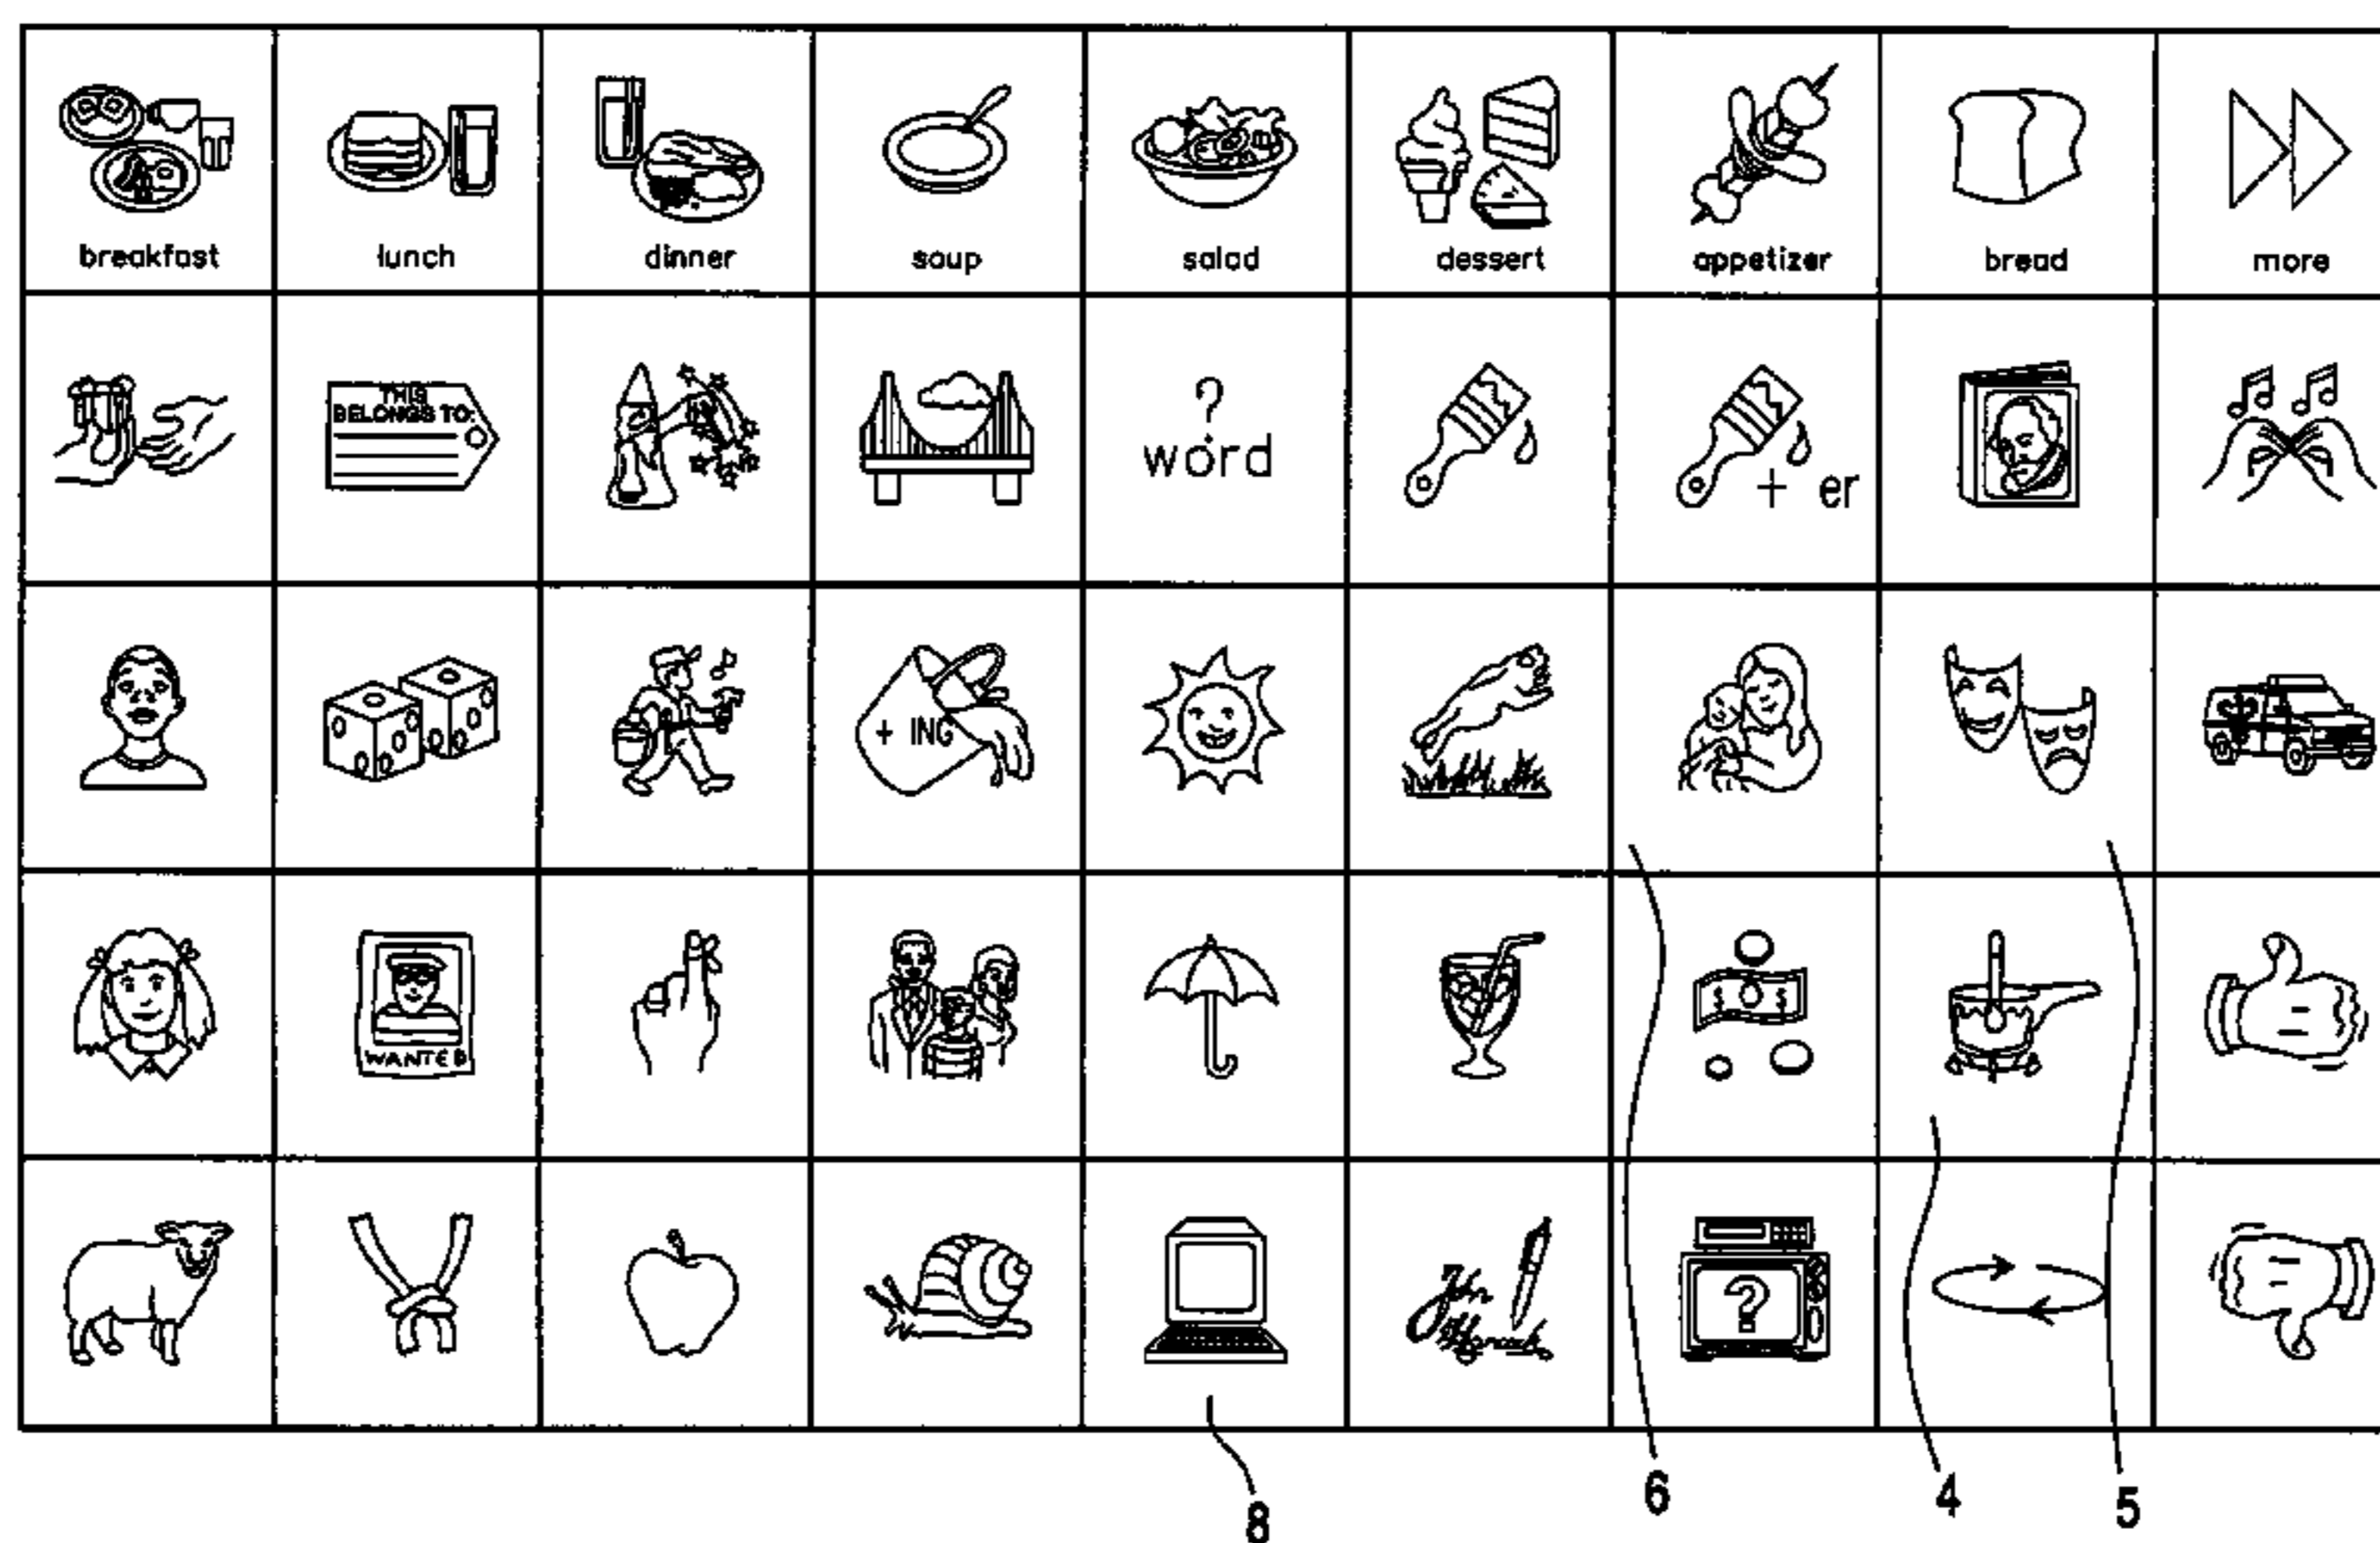 breakfast lunch dinner soup salad dessert appetizer bread more
THIS
BELONGS TO:
?
word
+ er
+ ING
WANTED
$ $
?
8 6 4 5